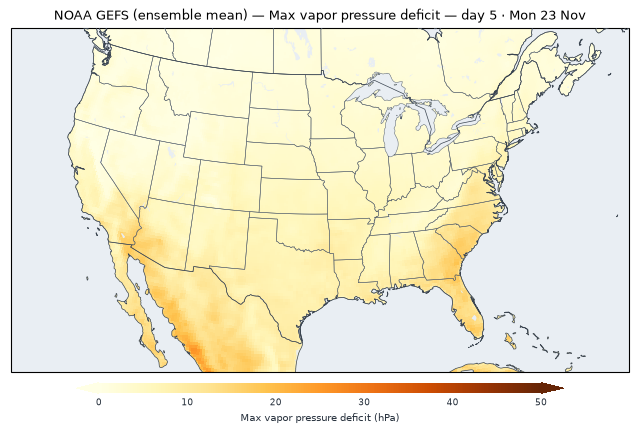 NOAA GEFS (ensemble mean) — Max vapor pressure deficit — day 5 · Mon 23 Nov
0 10 20 30 40 50
Max vapor pressure deficit (hPa)